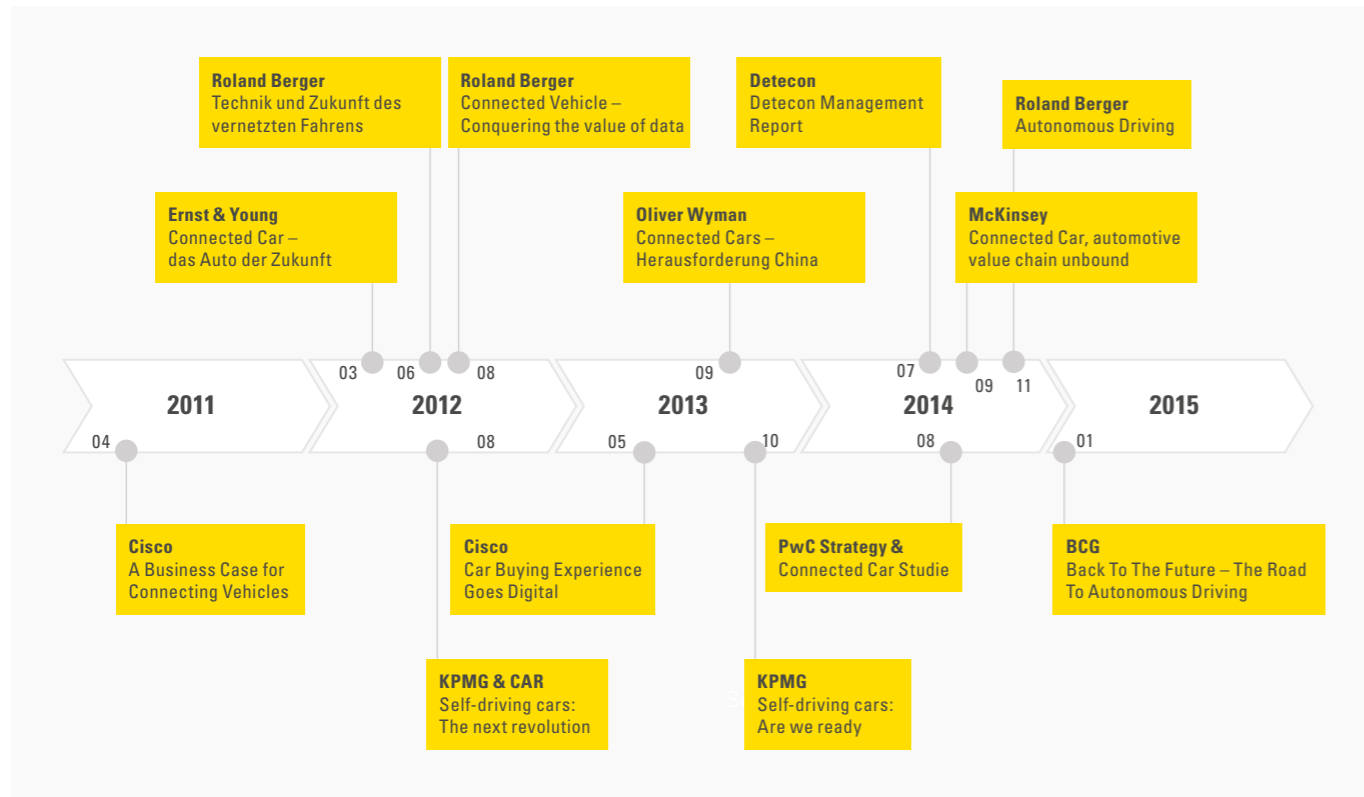 Roland Berger
Technik und Zukunft des
vernetzten Fahrens
Roland Berger
Connected Vehicle –
Conquering the value of data
Detecon
Detecon Management
Report
Roland Berger
Autonomous Driving
Ernst & Young
Connected Car –
das Auto der Zukunft
Oliver Wyman
Connected Cars –
Herausforderung China
McKinsey
Connected Car, automotive
value chain unbound
03
06
08
09
07
09
11
2011
2012
2013
2014
2015
04
08
05
10
08
01
Cisco
A Business Case for
Connecting Vehicles
Cisco
Car Buying Experience
Goes Digital
PwC Strategy &
Connected Car Studie
BCG
Back To The Future – The Road
To Autonomous Driving
KPMG & CAR
Self-driving cars:
The next revolution
KPMG
Self-driving cars:
Are we ready